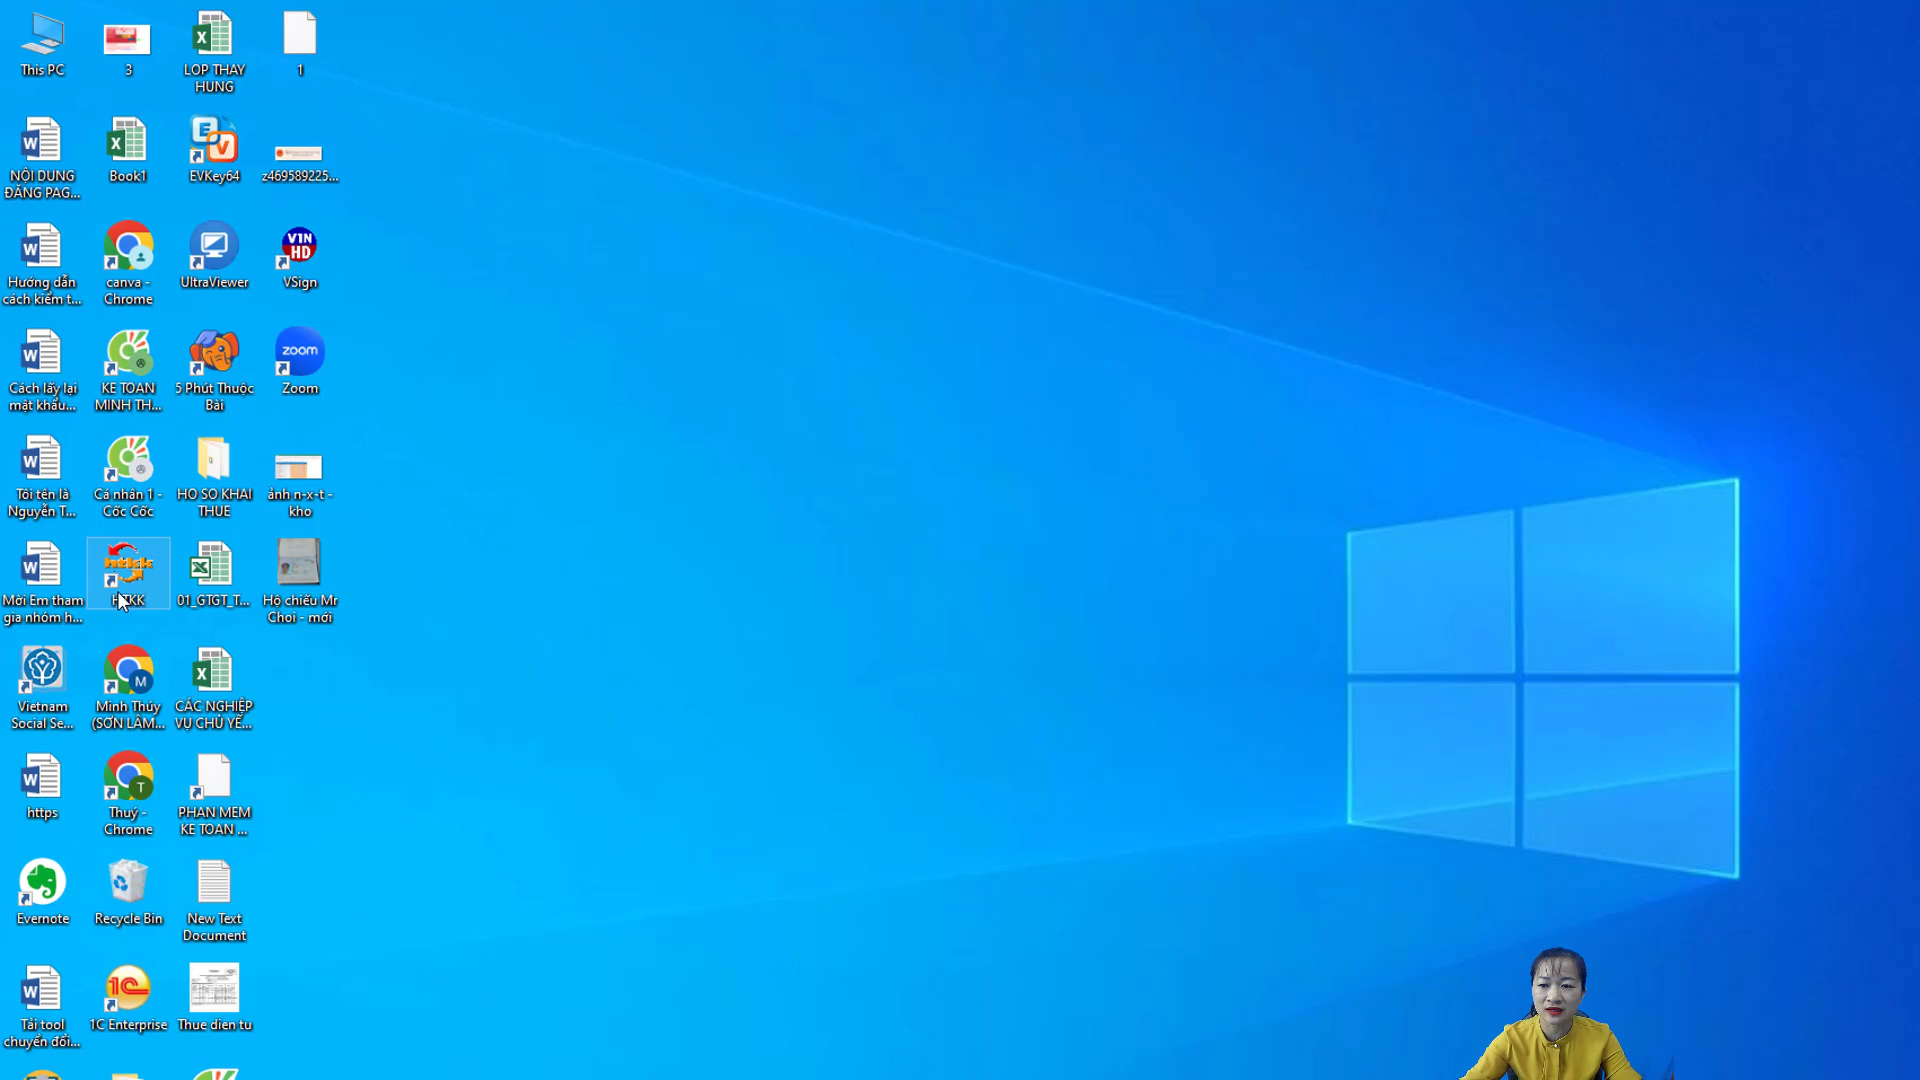 This PC
3
LOP THAY
HUNG
1
NỘI DUNG
ĐĂNG PAG...
Book1
EVKey64
z469589225...
Hướng dẫn
cách kiểm t...
canva -
Chrome
UltraViewer
V1N
HD
VSign
Cách lấy lại
mật khẩu...
KE TOAN
MINH TH...
5 Phút Thuộc
Bài
zoom
Zoom
Tôi tên là
Nguyễn T...
Cá nhân 1 -
Cốc Cốc
HO SO KHAI
THUE
ảnh n-x-t -
kho
Mời Em tham
gia nhóm h...
htkk
HTKK
01_GTGT_T...
Hộ chiếu Mr
Choi - mới
Vietnam
Social Se...
Minh Thúy
(SƠN LÂM...
CÁC NGHIỆP
VỤ CHỦ YẾ...
https
Thuý -
Chrome
PHAN MEM
KE TOAN ...
Evernote
Recycle Bin
New Text
Document
Tải tool
chuyển đổi...
1C Enterprise
Thue dien tu